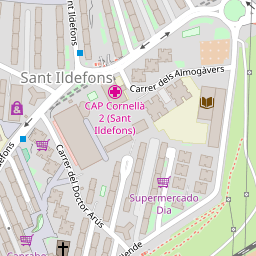 Sant Ildefons
Carrer dels Almogàvers
CAP Cornellà
2 (Sant
Ildefons)
Carrer del Doctor Arús
Supermercado
Dia